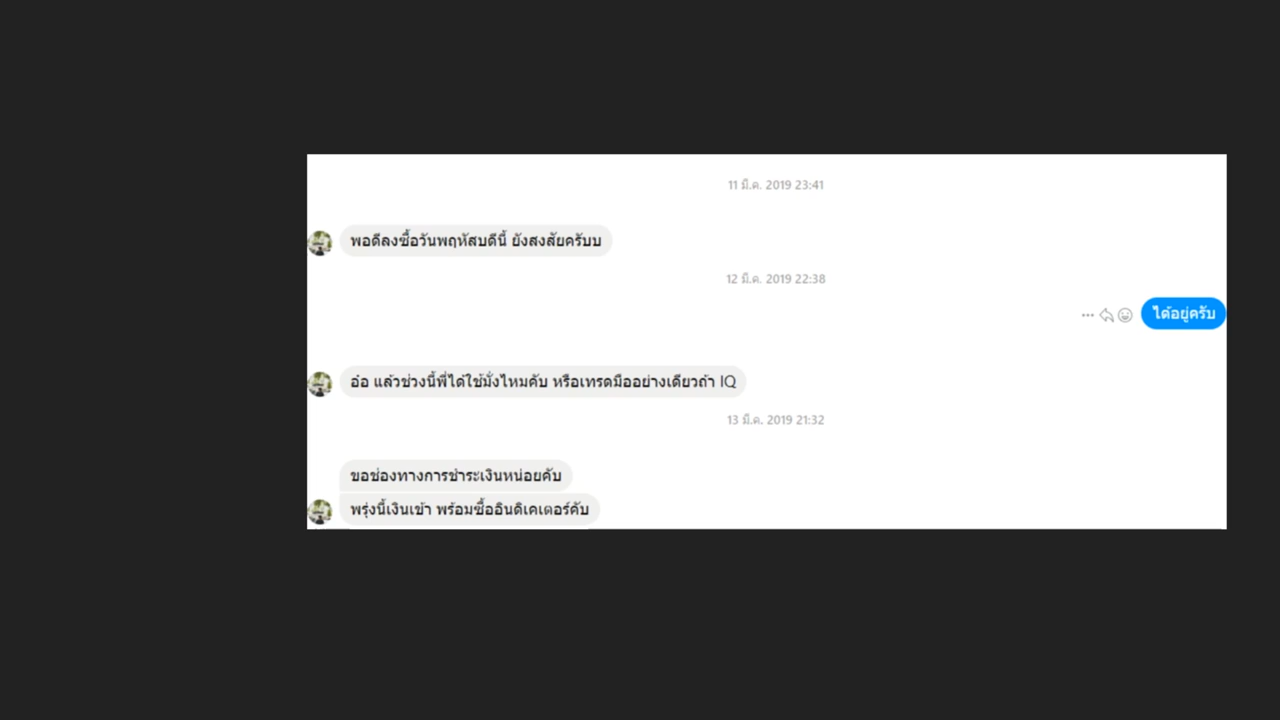 11 มี.ค. 2019 23:41
พอดีลงซื้อวันพฤหัสบดีนี้ ยังสงสัยครับบ
12 มี.ค. 2019 22:38
ได้อยู่ครับ
อ๋อ แล้วช่วงนี้พี่ได้ใช้มั่งไหมคับ หรือเทรดมืออย่างเดียวถ้า IQ
13 มี.ค. 2019 21:32
ขอช่องทางการชำระเงินหน่อยคับ
พรุ่งนี้เงินเข้า พร้อมซื้ออินดิเคเตอร์คับ